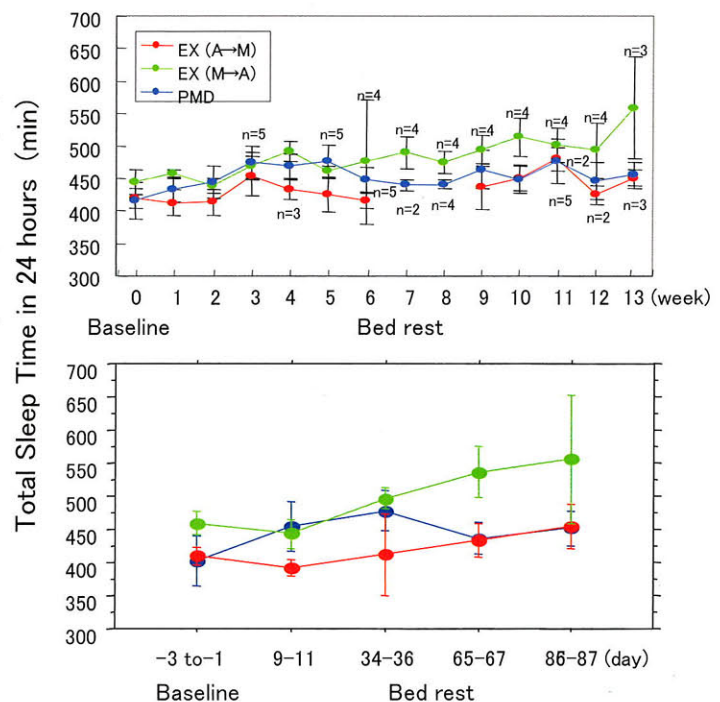 Total Sleep Time in 24 hours (min)
700
650
600
550
500
450
400
350
300
EX (A→M)
EX (M→A)
PMD
n=5
n=3
n=5
n=4
n=5
n=4
n=2
n=4
n=4
n=4
n=4
n=4
n=5
n=2
n=4
n=2
n=3
n=3
0 1 2 3 4 5 6 7 8 9 10 11 12 13 (week)
Baseline Bed rest
700
650
600
550
500
450
400
350
300
-3 to-1 9-11 34-36 65-67 86-87 (day)
Baseline Bed rest